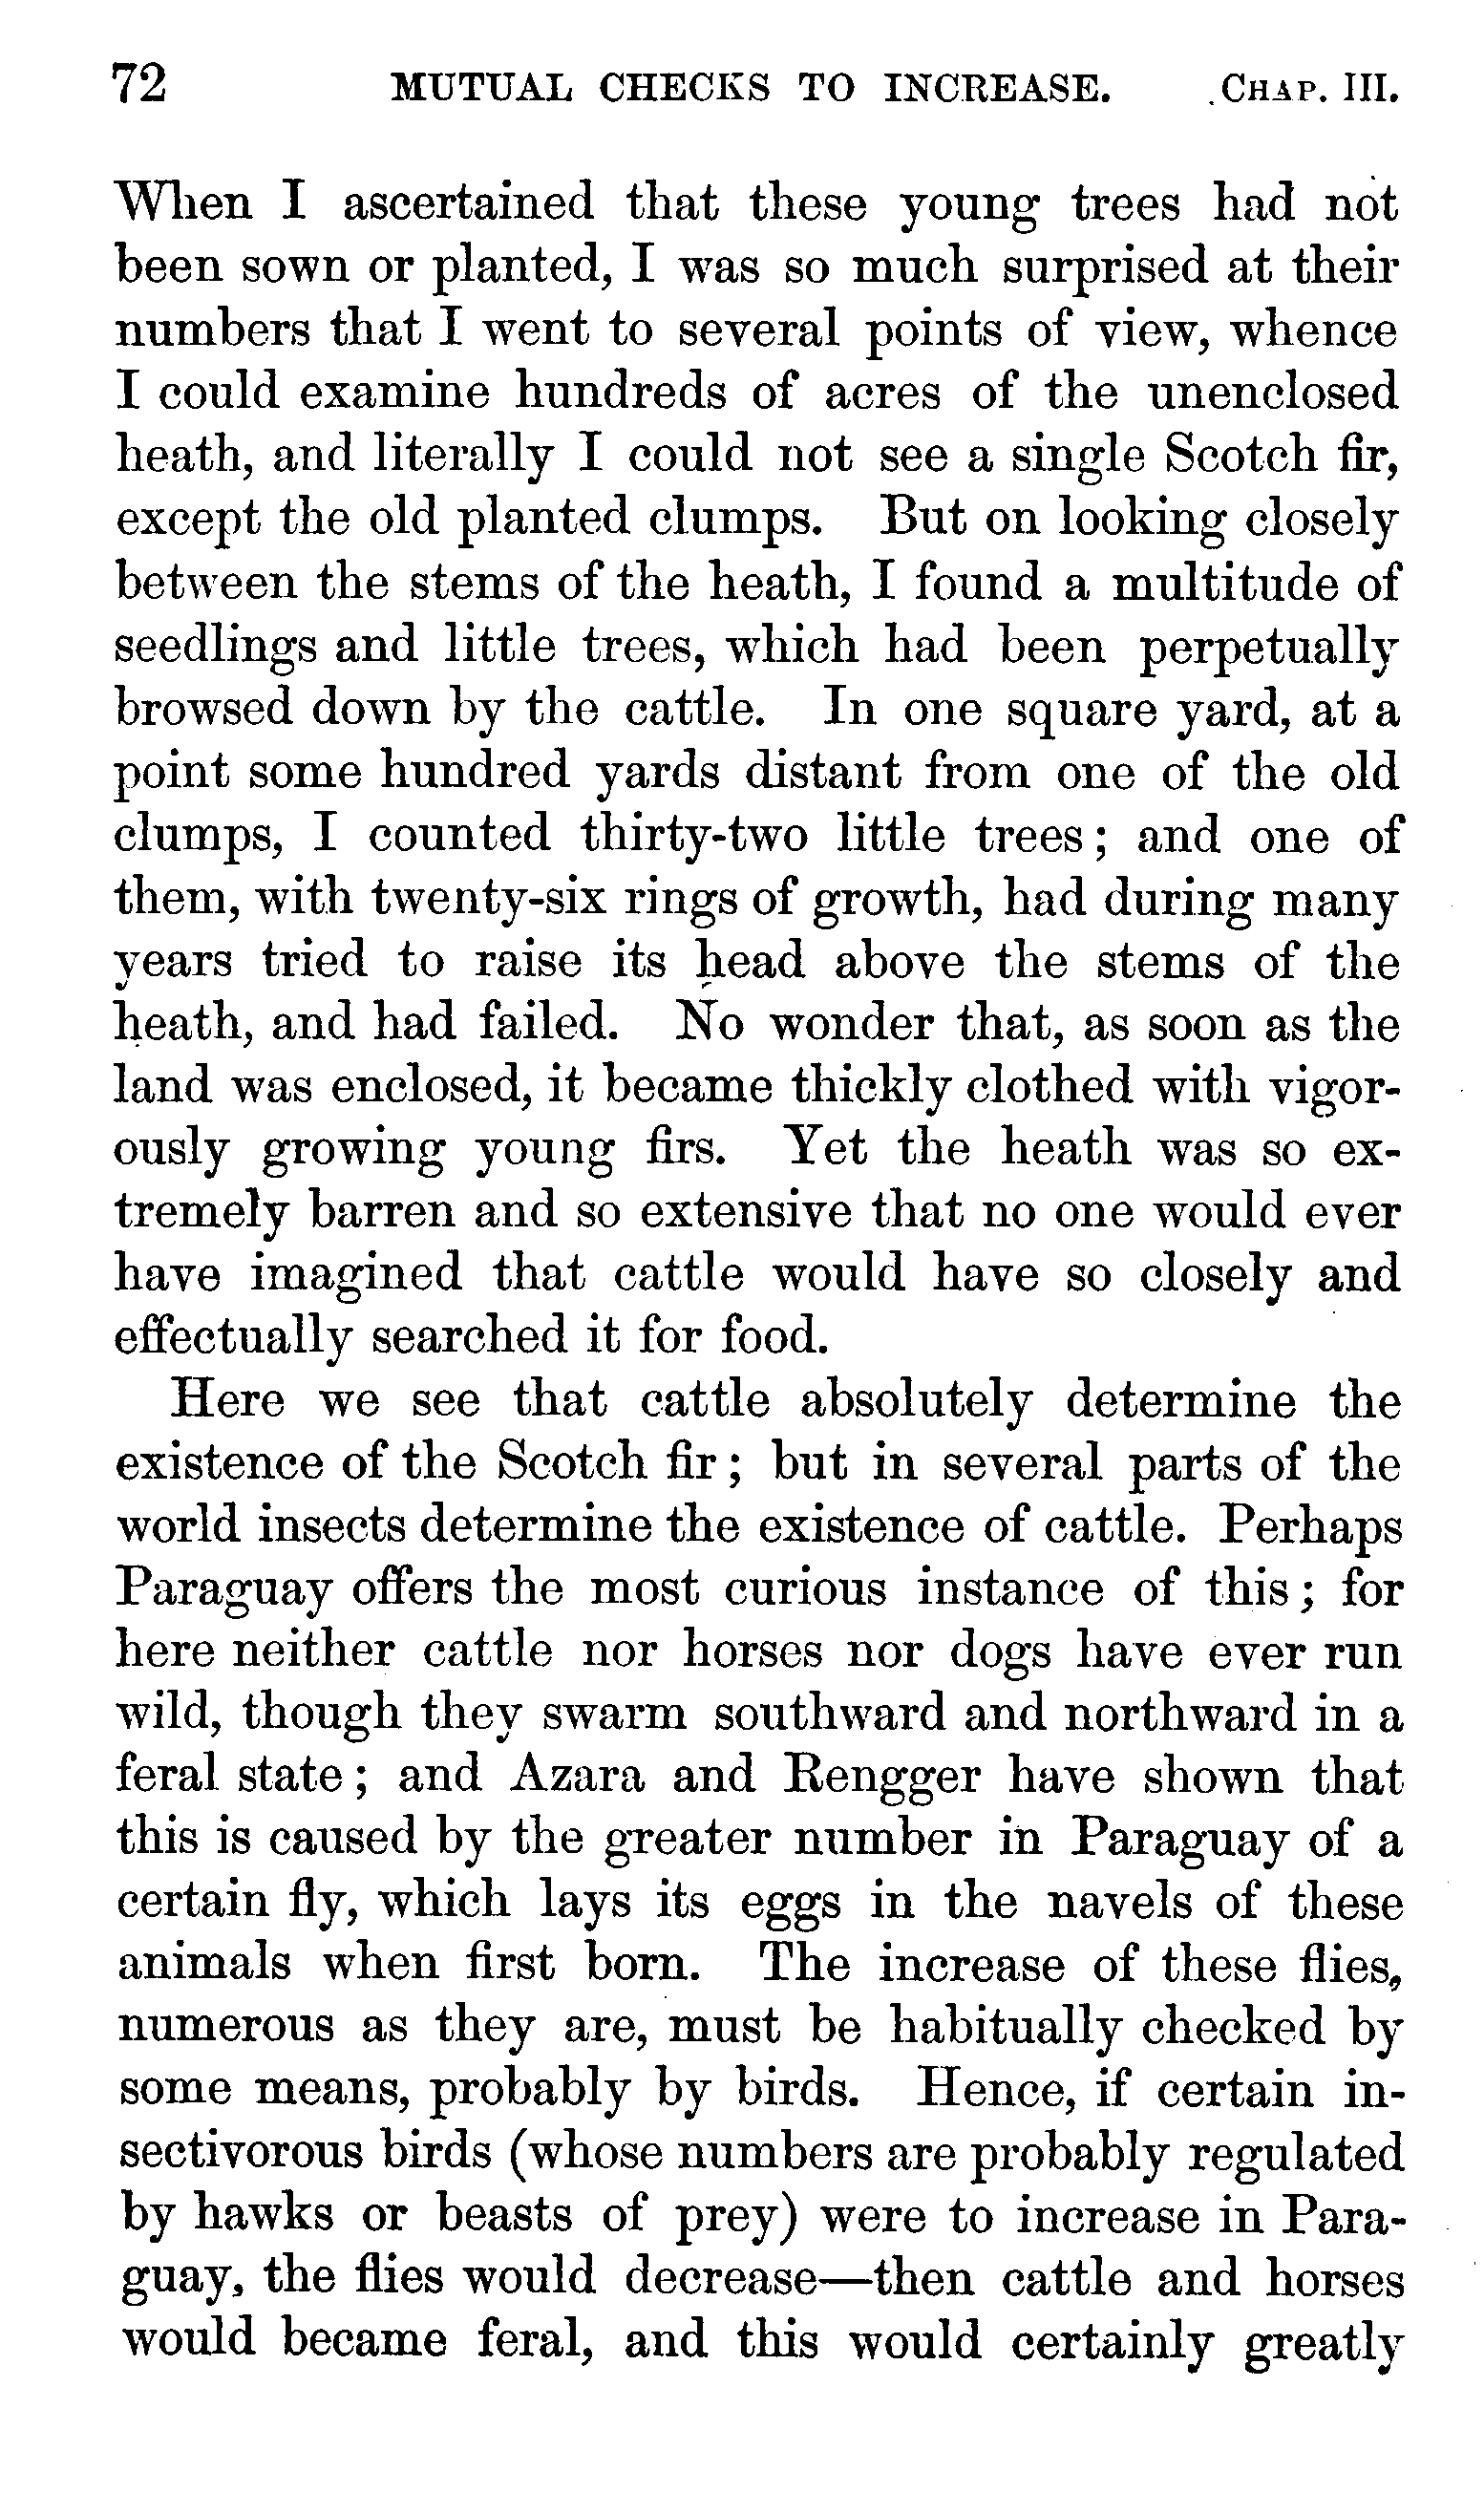 72 MUTUAL CHECKS TO INCREASE. CHAP. III.
When I ascertained that these young trees had not
been sown or planted, I was so much surprised at their
numbers that I went to several points of view, whence
I could examine hundreds of acres of the unenclosed
heath, and literally I could not see a single Scotch fir,
except the old planted clumps. But on looking closely
between the stems of the heath, I found a multitude of
seedlings and little trees, which had been perpetually
browsed down by the cattle. In one square yard, at a
point some hundred yards distant from one of the old
clumps, I counted thirty-two little trees; and one of
them, with twenty-six rings of growth, had during many
years tried to raise its head above the stems of the
heath, and had failed. No wonder that, as soon as the
land was enclosed, it became thickly clothed with vigor-
ously growing young firs. Yet the heath was so ex-
tremely barren and so extensive that no one would ever
have imagined that cattle would have so closely and
effectually searched it for food.
Here we see that cattle absolutely determine the
existence of the Scotch fir; but in several parts of the
world insects determine the existence of cattle. Perhaps
Paraguay offers the most curious instance of this; for
here neither cattle nor horses nor dogs have ever run
wild, though they swarm southward and northward in a
feral state; and Azara and Rengger have shown that
this is caused by the greater number in Paraguay of a
certain fly, which lays its eggs in the navels of these
animals when first born. The increase of these flies,
numerous as they are, must be habitually checked by
some means, probably by birds. Hence, if certain in-
sectivorous birds (whose numbers are probably regulated
by hawks or beasts of prey) were to increase in Para-
guay, the flies would decrease—then cattle and horses
would became feral, and this would certainly greatly